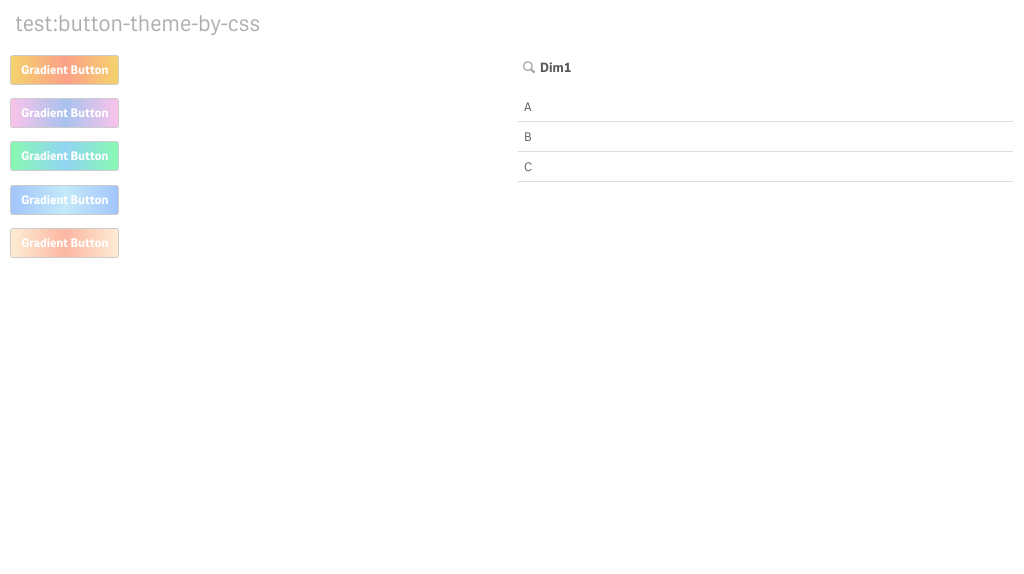 test:button-theme-by-css
Gradient Button
Gradient Button
Gradient Button
Gradient Button
Gradient Button
Dim1
A
B
C